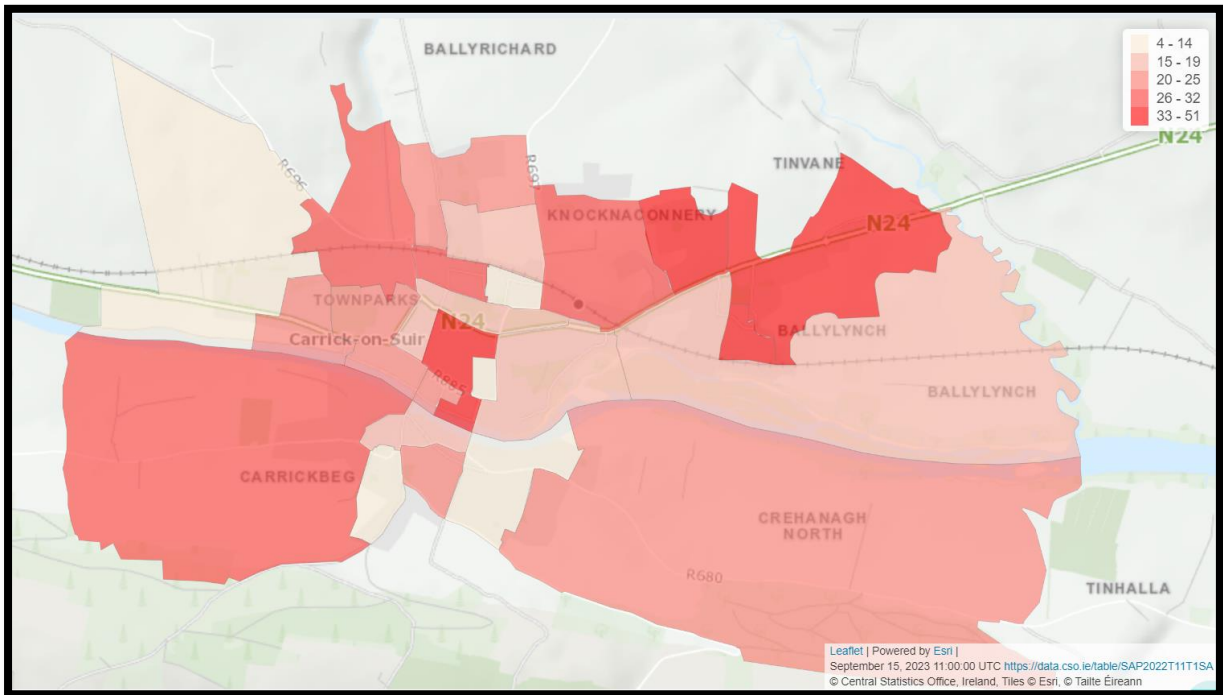 BALLYRICHARD
4 - 14
15 - 19
20 - 25
26 - 32
33 - 51
N24
TINVANE
R696
R697
KNOCKNACONNERY
N24
TOWNPARKS
N24
Carrick-on-Suir
BALLYLYNCH
R885
BALLYLYNCH
CARRICKBEG
CREHANAGH
NORTH
R680
TINHALLA
Leaflet | Powered by Esri |
September 15, 2023 11:00:00 UTC https://data.cso.ie/table/SAP2022T11T1SA
© Central Statistics Office, Ireland, Tiles © Esri, © Tailte Éireann